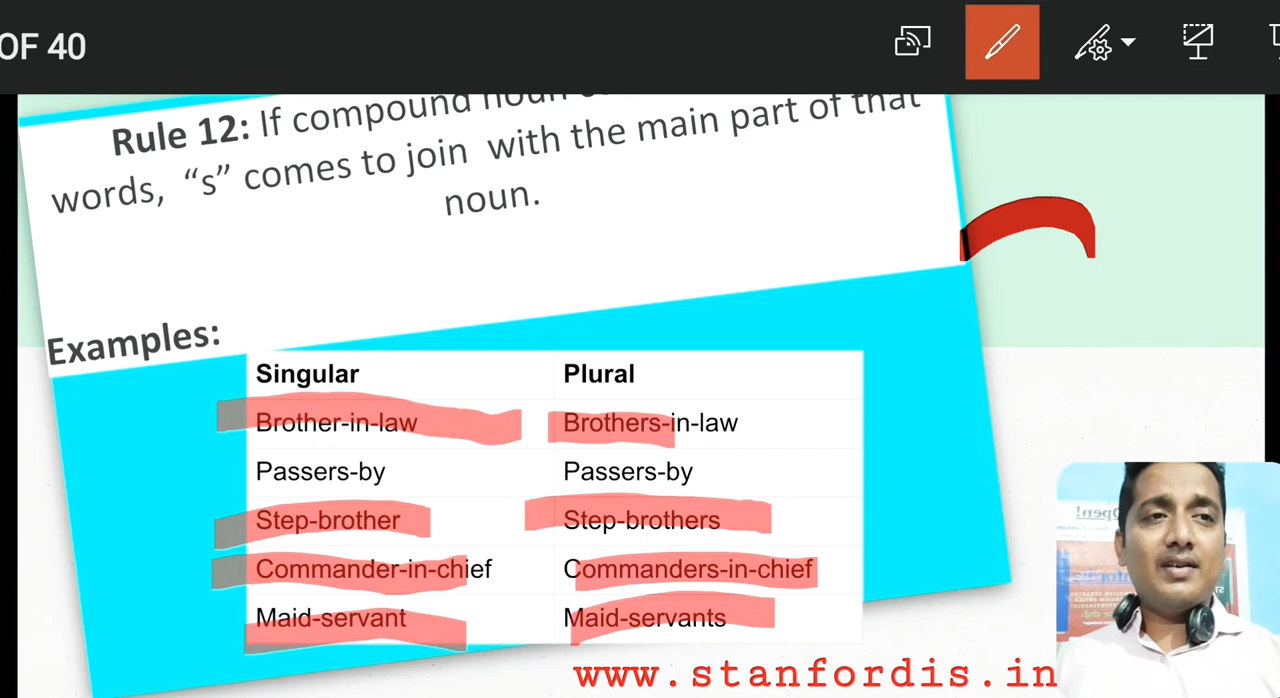 OF 40
Rule 12: If compound noun
words, “s” comes to join with the main part of that
noun.
Examples:
Singular Plural
Brother-in-law Brothers-in-law
Passers-by Passers-by
Step-brother Step-brothers
Commander-in-chief Commanders-in-chief
Maid-servant Maid-servants
www.stanfordis.in